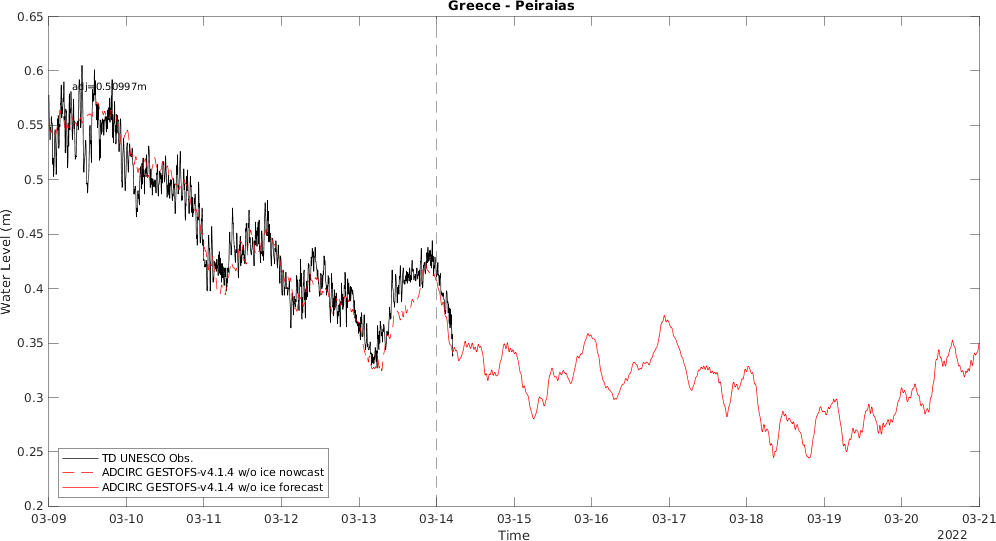 Greece - Peiraias
0.65
0.6
0.55
0.5
0.45
0.4
0.35
0.3
0.25
0.2
Water Level (m)
adj=0.50997m
TD UNESCO Obs.
ADCIRC GESTOFS-v4.1.4 w/o ice nowcast
ADCIRC GESTOFS-v4.1.4 w/o ice forecast
03-09 03-10 03-11 03-12 03-13 03-14 03-15 03-16 03-17 03-18 03-19 03-20 03-21
Time
2022